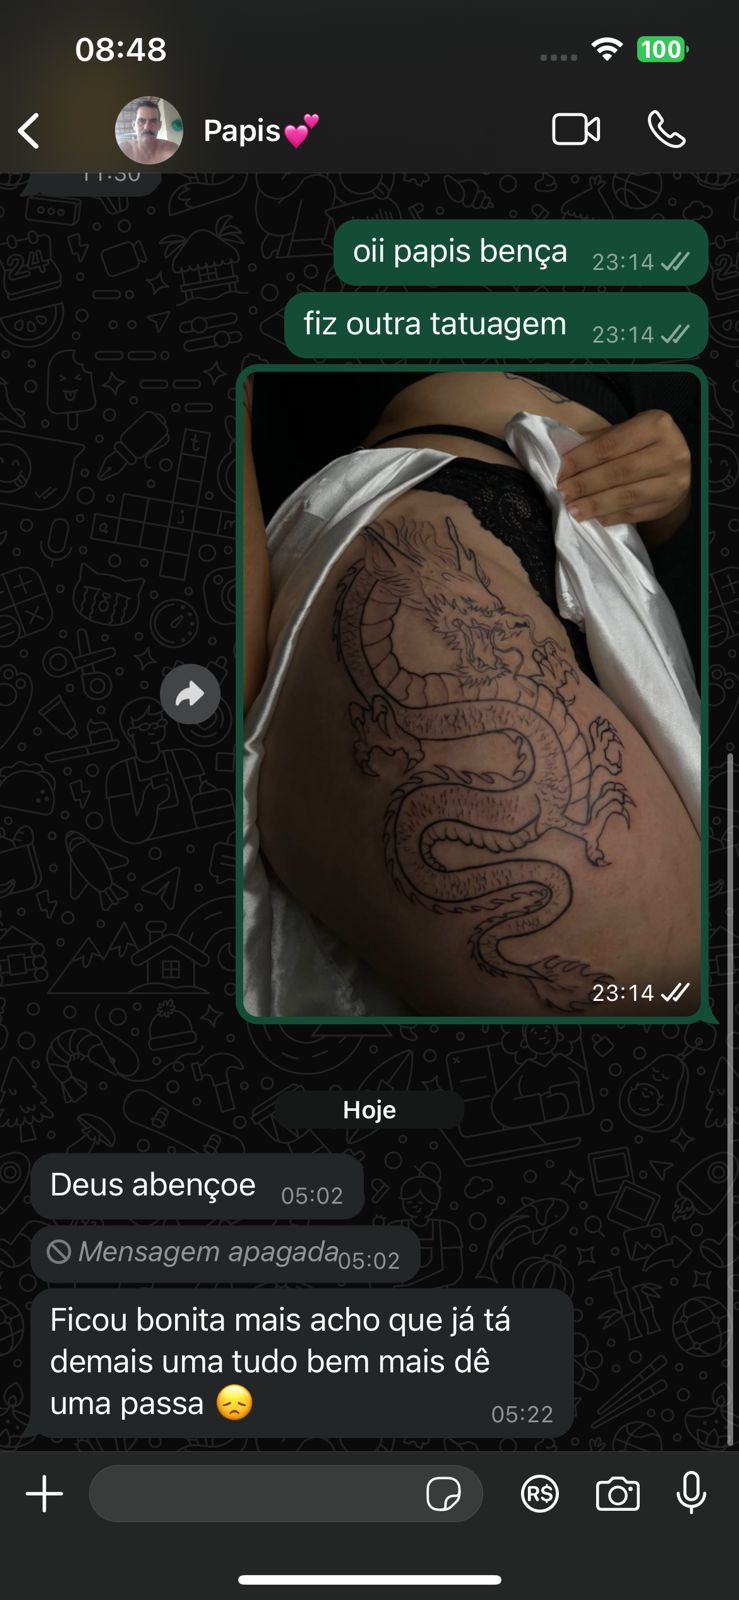 08:48
100
Papis💕
11:30
oii papis bença 23:14
fiz outra tatuagem 23:14
23:14
Hoje
Deus abençoe 05:02
Mensagem apagada 05:02
Ficou bonita mais acho que já tá
demais uma tudo bem mais dê
uma passa 😞 05:22
R$